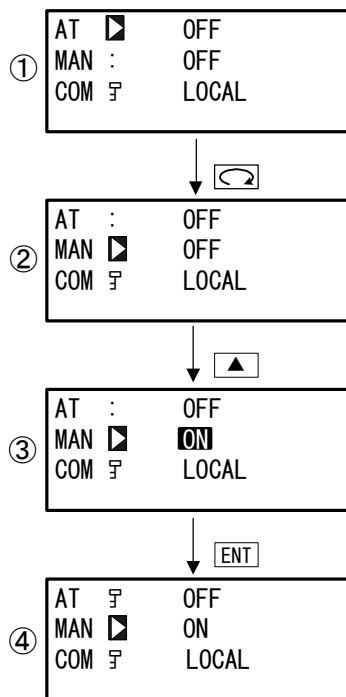 ①
AT ▶ OFF
MAN : OFF
COM OFF LOCAL
②
AT : OFF
MAN ▶ OFF
COM LOCAL
▲
③
AT : OFF
MAN ▶ ON
COM LOCAL
ENT
④
AT OFF
MAN ▶ ON
COM LOCAL